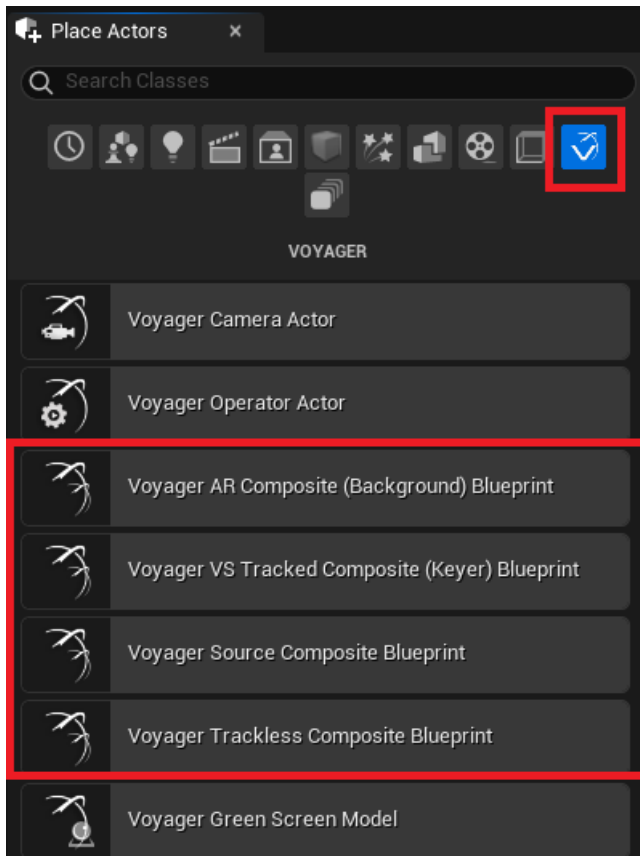 Place Actors
Search Classes
VOYAGER
Voyager Camera Actor
Voyager Operator Actor
Voyager AR Composite (Background) Blueprint
Voyager VS Tracked Composite (Keyer) Blueprint
Voyager Source Composite Blueprint
Voyager Trackless Composite Blueprint
Voyager Green Screen Model